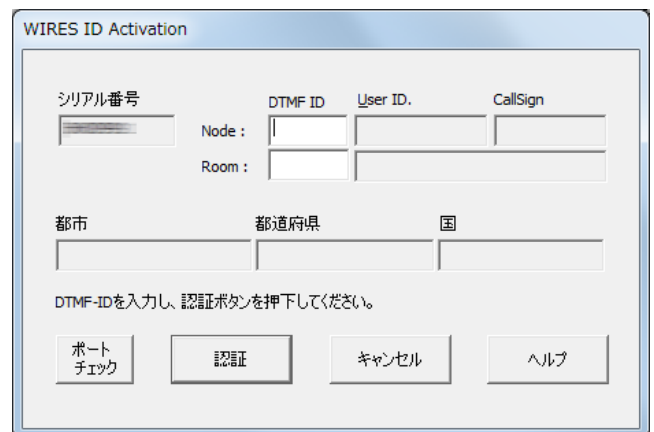 WIRES ID Activation
シリアル番号 DTMF ID User ID. CallSign
Node :
Room :
都市 都道府県 国
DTMF-IDを入力し、認証ボタンを押下してください。
ポート
チェック 認証 キャンセル ヘルプ